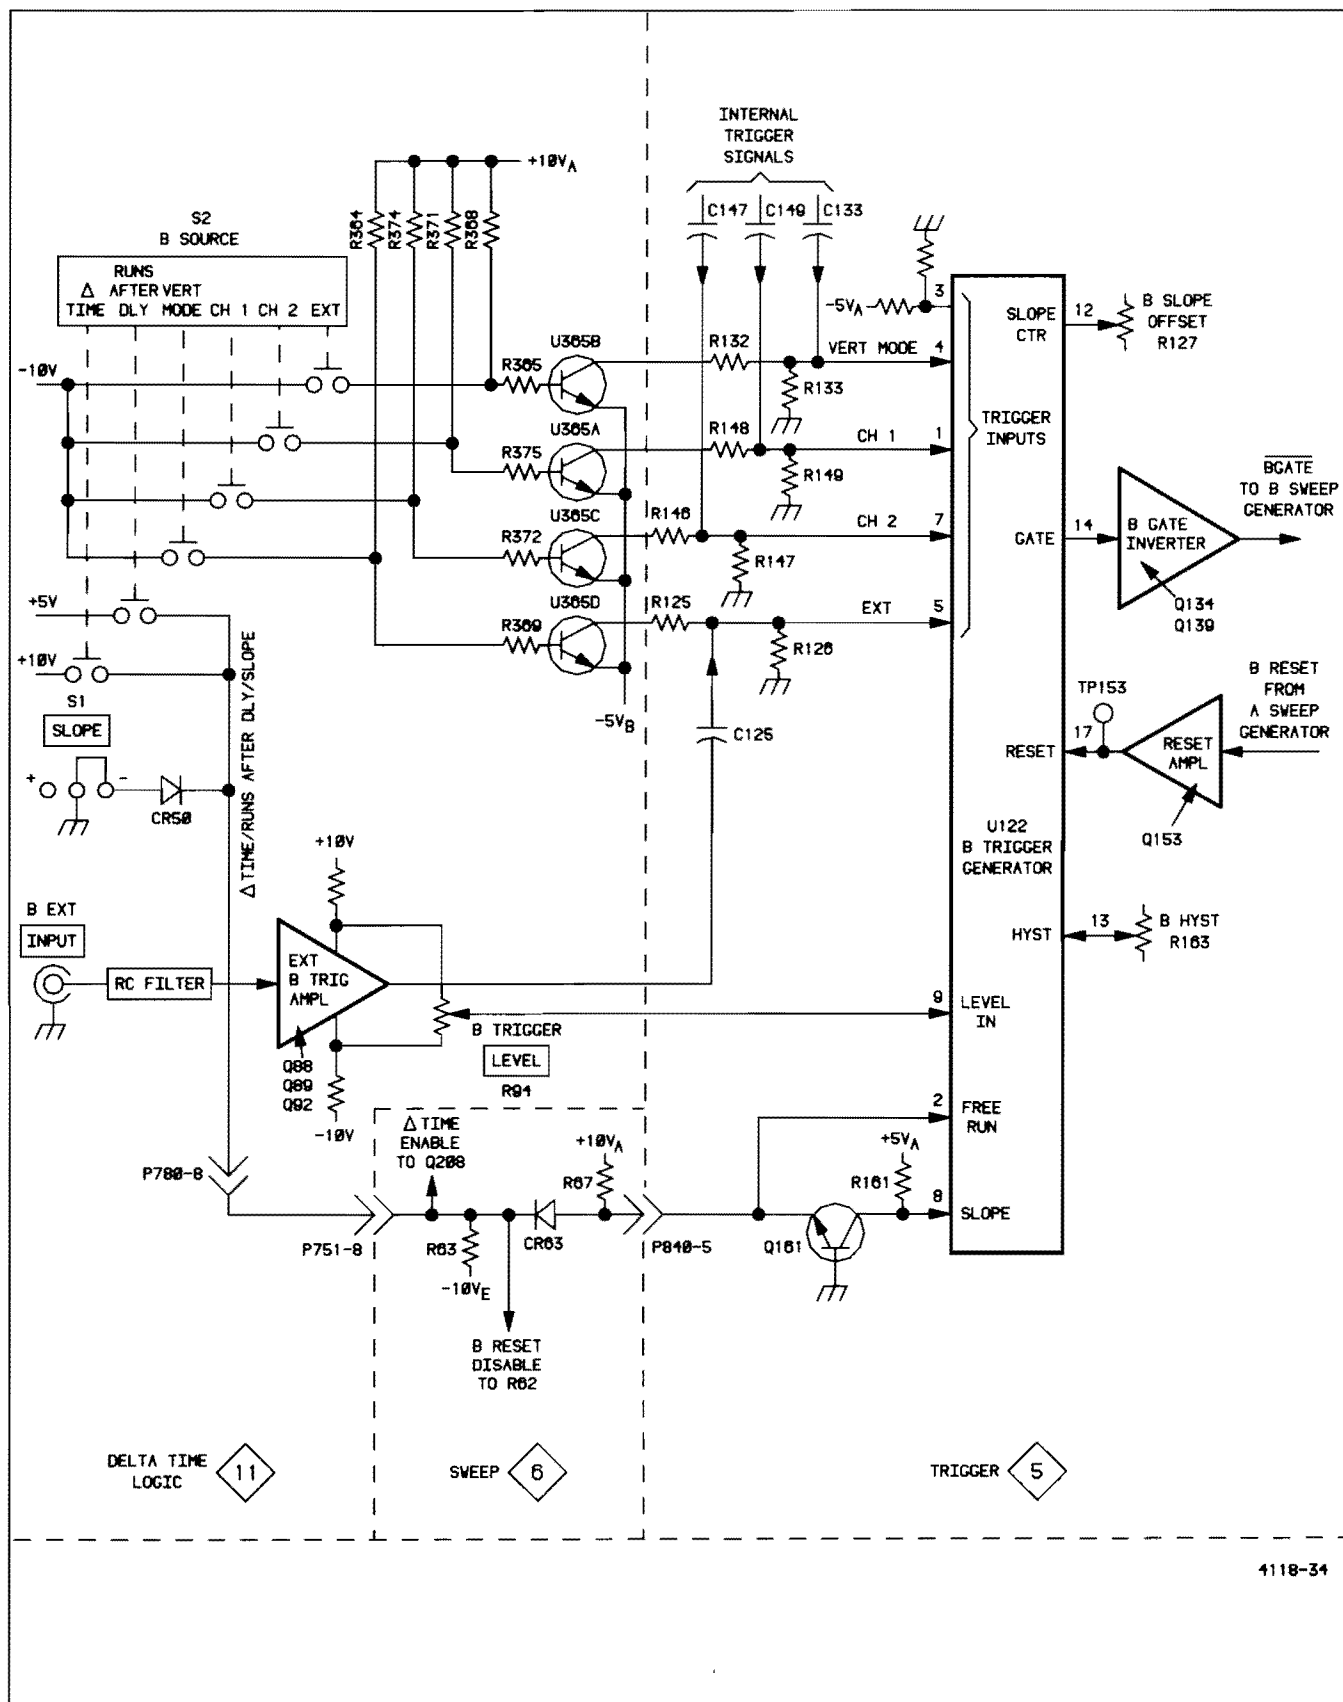 INTERNAL
TRIGGER
SIGNALS
+10VA
C147
C149
C133
R364
R374
R371
R368
S2
B SOURCE
RUNS
Δ AFTER VERT
TIME DLY MODE CH 1 CH 2 EXT
-5VA
3
SLOPE
CTR
12
B SLOPE
OFFSET
R127
-10V
R365
U365B
R132
VERT MODE
4
R133
TRIGGER
INPUTS
R375
U365A
R148
CH 1
1
R149
BGATE
TO B SWEEP
GENERATOR
R372
U365C
R146
CH 2
7
R147
GATE
14
B GATE
INVERTER
Q134
Q139
+5V
R369
U365D
R125
EXT
5
R126
+10V
-5VB
C125
S1
SLOPE
+
-
CR50
Δ TIME/RUNS AFTER DLY/SLOPE
TP153
B RESET
FROM
A SWEEP
GENERATOR
RESET
17
RESET
AMPL
Q153
U122
B TRIGGER
GENERATOR
+10V
B EXT
INPUT
RC FILTER
EXT
B TRIG
AMPL
HYST
13
B HYST
R163
Q88
Q89
Q92
-10V
B TRIGGER
LEVEL
R94
9
LEVEL
IN
Δ TIME
ENABLE
TO Q208
+10VA
R67
2
FREE
RUN
+5VA
R161
8
SLOPE
P780-8
P751-8
R63
-10VE
CR63
P840-5
Q161
B RESET
DISABLE
TO R62
DELTA TIME
LOGIC
11
SWEEP
6
TRIGGER
5
4118-34